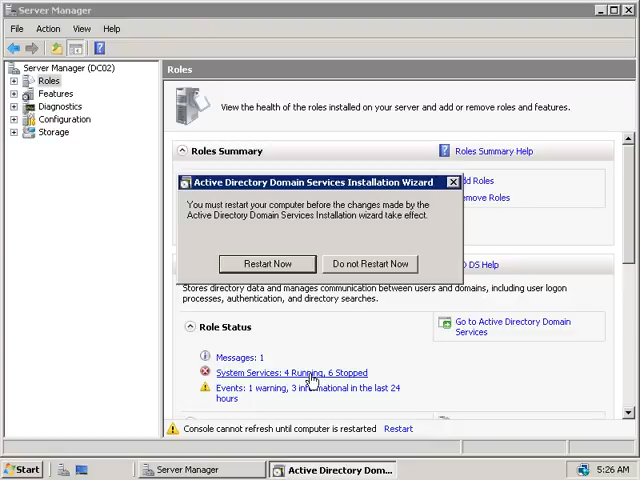 Server Manager
File Action View Help
Server Manager (DC02)
Roles
Features
Diagnostics
Configuration
Storage
Roles
View the health of the roles installed on your server and add or remove roles and features.
Roles Summary
Roles Summary Help
Roles
move Roles
Active Directory Domain Services Installation Wizard
You must restart your computer before the changes made by the
Active Directory Domain Services Installation wizard take effect.
Restart Now
Do not Restart Now
DS Help
Stores directory data and manages communication between users and domains, including user logon
processes, authentication, and directory searches.
Role Status
Go to Active Directory Domain
Services
Messages: 1
System Services: 4 Running, 6 Stopped
Events: 1 warning, 3 informational in the last 24
hours
Console cannot refresh until computer is restarted Restart
Start
Server Manager
Active Directory Dom...
5:26 AM